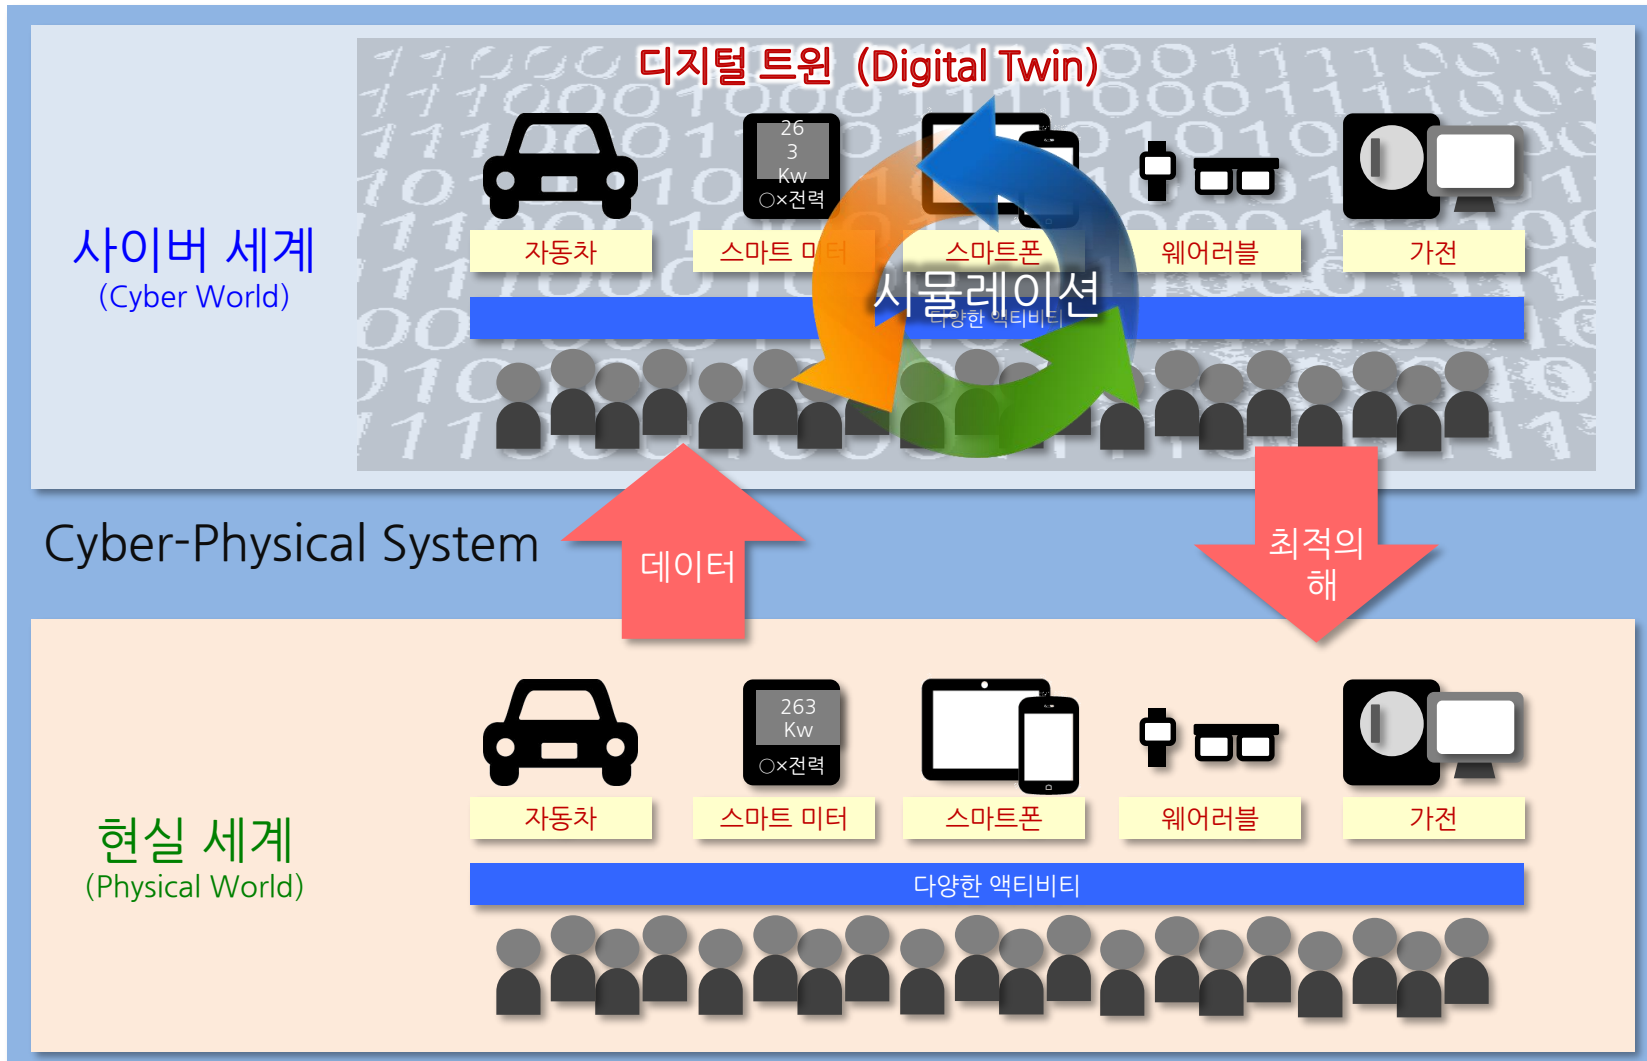 디지털 트윈 (Digital Twin)
26
3
Kw
○×전력
자동차
스마트 미터
스마트폰
웨어러블
가전
사이버 세계
(Cyber World)
시뮬레이션
다양한 액티비티
Cyber-Physical System
데이터
최적의
해
263
Kw
○×전력
자동차
스마트 미터
스마트폰
웨어러블
가전
현실 세계
(Physical World)
다양한 액티비티